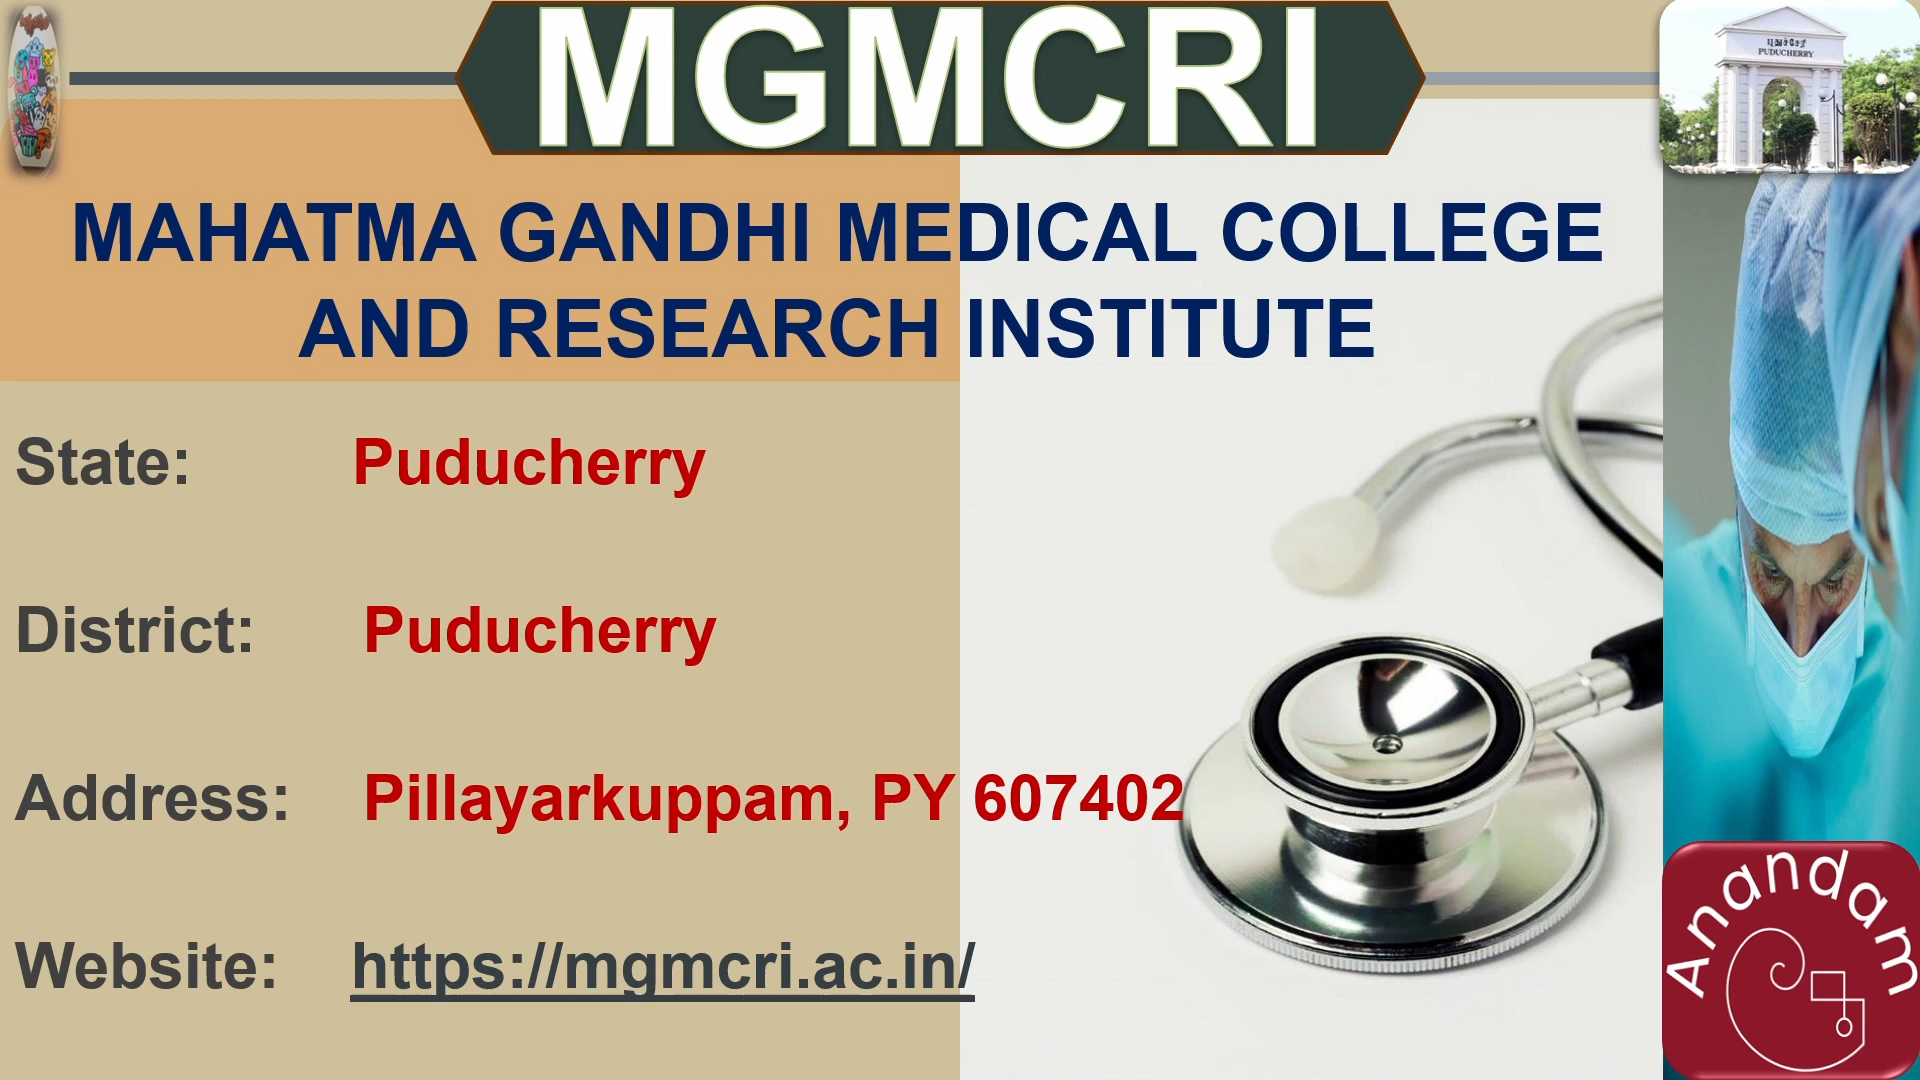 MGMCRI
புதுச்சேரி
PUDUCHERRY
MAHATMA GANDHI MEDICAL COLLEGE
AND RESEARCH INSTITUTE
State: Puducherry
District: Puducherry
Address: Pillayarkuppam, PY 607402
Website: https://mgmcri.ac.in/
Anandam